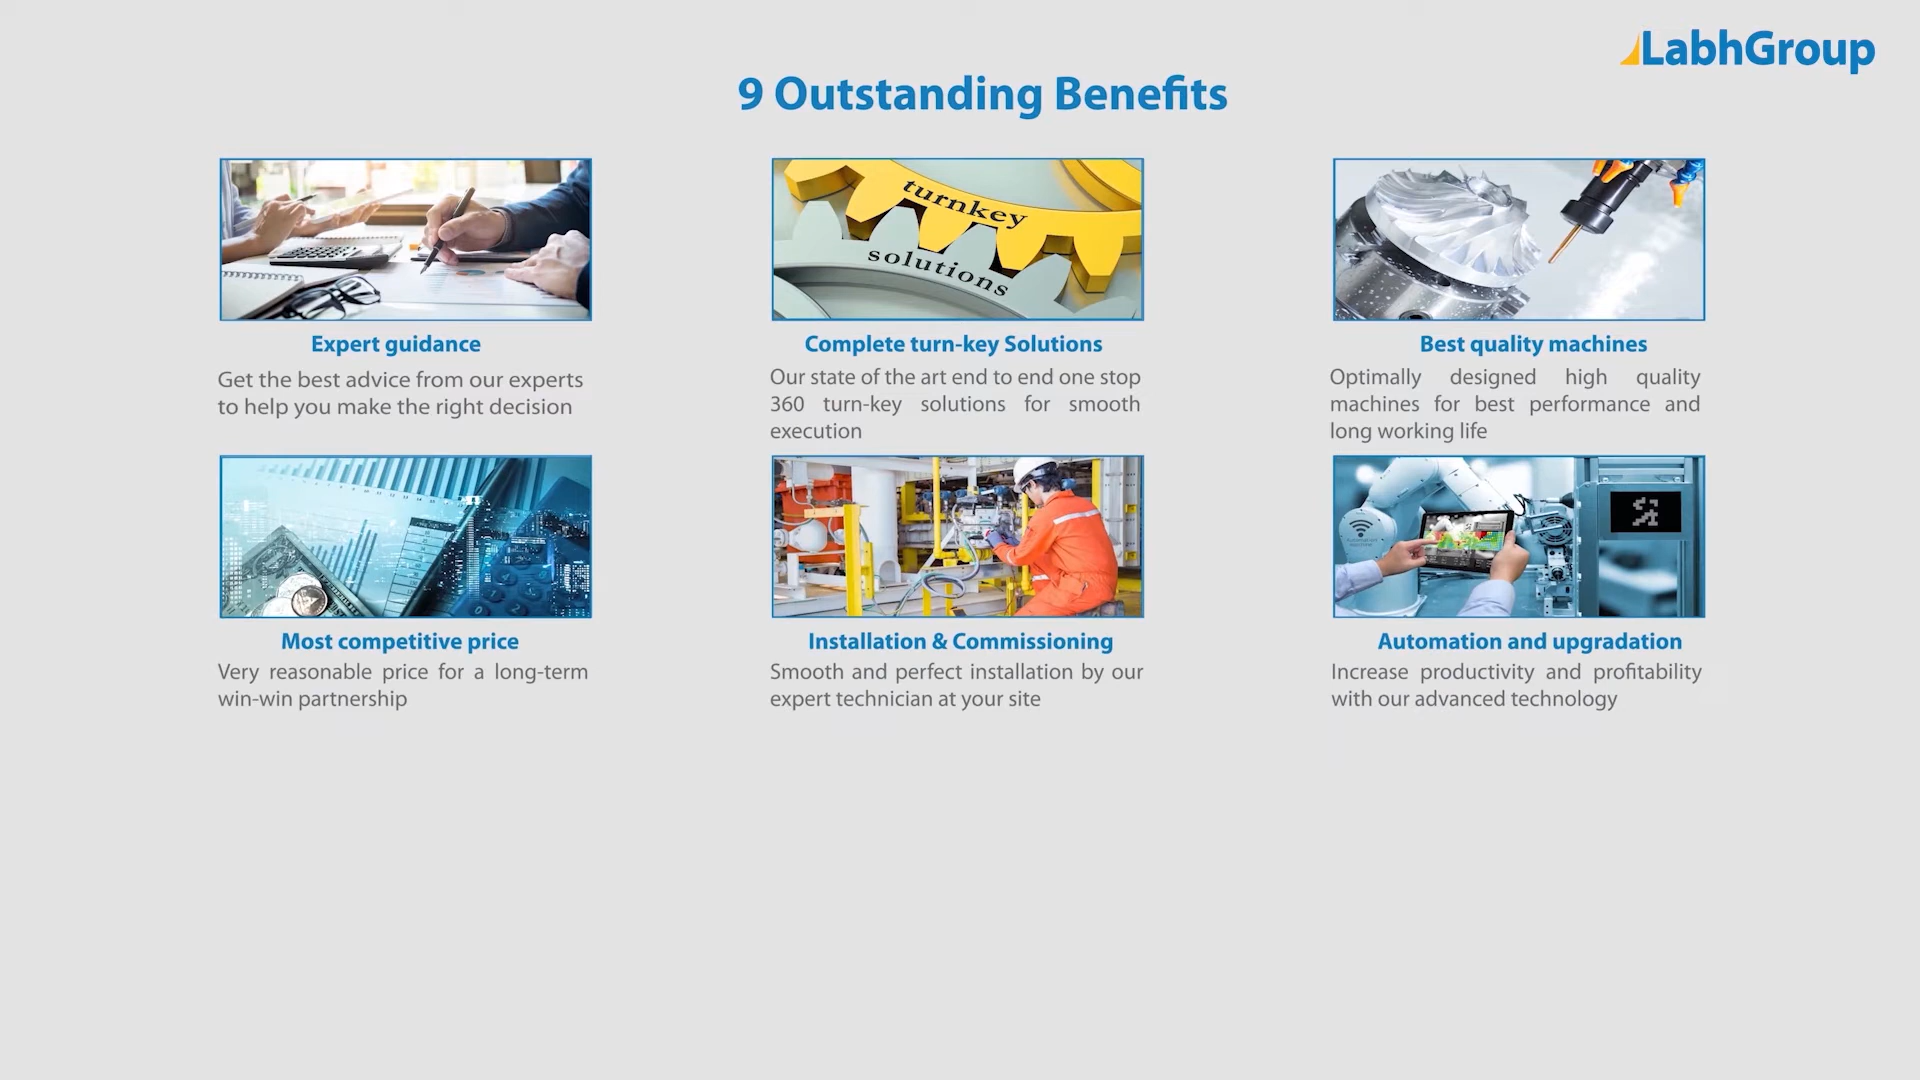 LabhGroup
9 Outstanding Benefits
turnkey
solutions
Expert guidance
Get the best advice from our experts
to help you make the right decision
Complete turn-key Solutions
Our state of the art end to end one stop
360 turn-key solutions for smooth
execution
Best quality machines
Optimally designed high quality
machines for best performance and
long working life
Most competitive price
Very reasonable price for a long-term
win-win partnership
Installation & Commissioning
Smooth and perfect installation by our
expert technician at your site
Automation and upgradation
Increase productivity and profitability
with our advanced technology